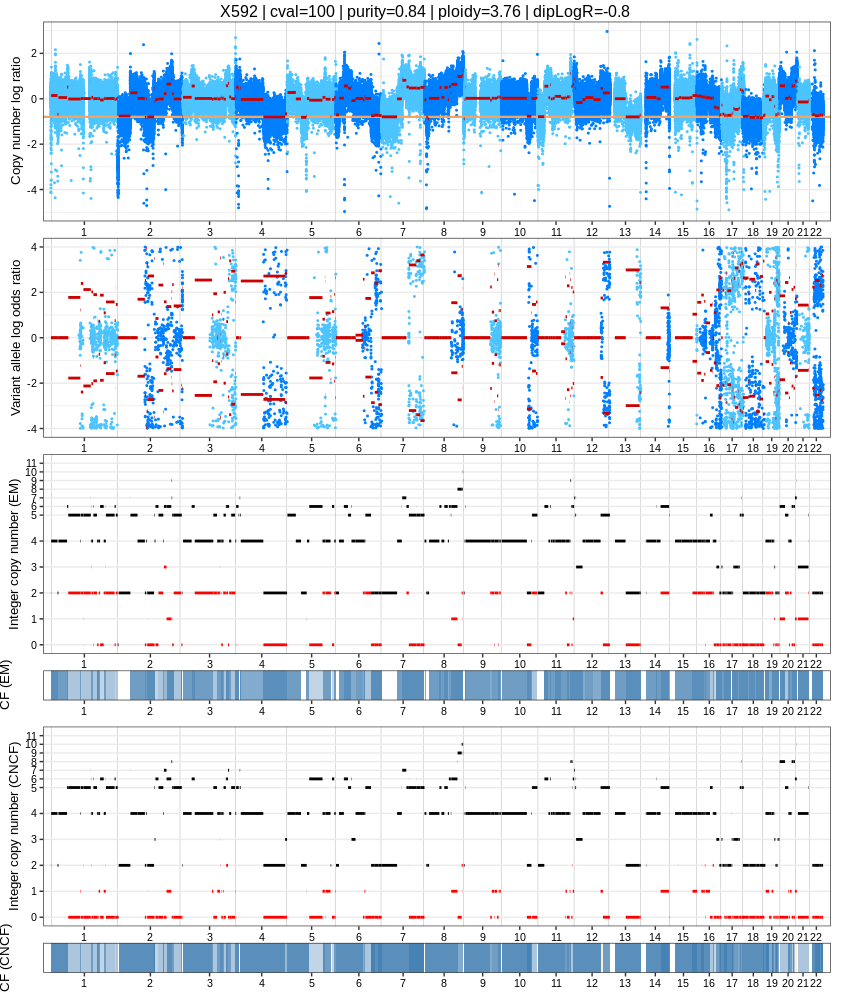 X592 | cval=100 | purity=0.84 | ploidy=3.76 | dipLogR=-0.8
Copy number log ratio
2
0
-2
-4
1 2 3 4 5 6 7 8 9 10 11 12 13 14 15 16 17 18 19 20 21 22
Variant allele log odds ratio
4
2
0
-2
-4
1 2 3 4 5 6 7 8 9 10 11 12 13 14 15 16 17 18 19 20 21 22
Integer copy number (EM)
11
10
9
8
7
6
5
4
3
2
1
0
1 2 3 4 5 6 7 8 9 10 11 12 13 14 15 16 17 18 19 20 21 22
CF (EM)
1 2 3 4 5 6 7 8 9 10 11 12 13 14 15 16 17 18 19 20 21 22
Integer copy number (CNCF)
11
10
9
8
7
6
5
4
3
2
1
0
1 2 3 4 5 6 7 8 9 10 11 12 13 14 15 16 17 18 19 20 21 22
CF (CNCF)
1 2 3 4 5 6 7 8 9 10 11 12 13 14 15 16 17 18 19 20 21 22